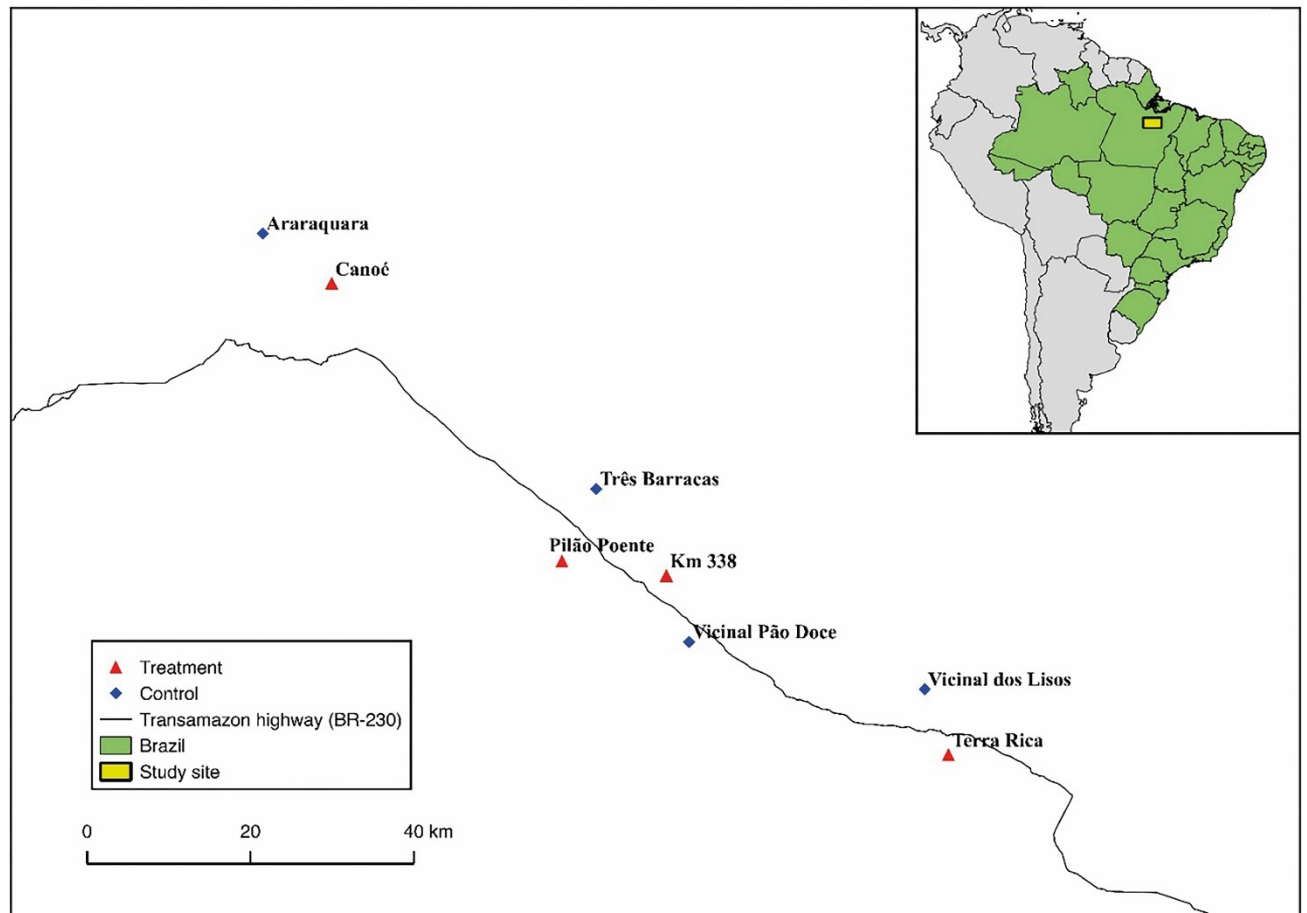 Araraquara
Canoé
Três Barracas
Pilão Poente
Km 338
Vicinal Pão Doce
Vicinal dos Lisos
Terra Rica
Treatment
Control
Transamazon highway (BR-230)
Brazil
Study site
0 20 40 km